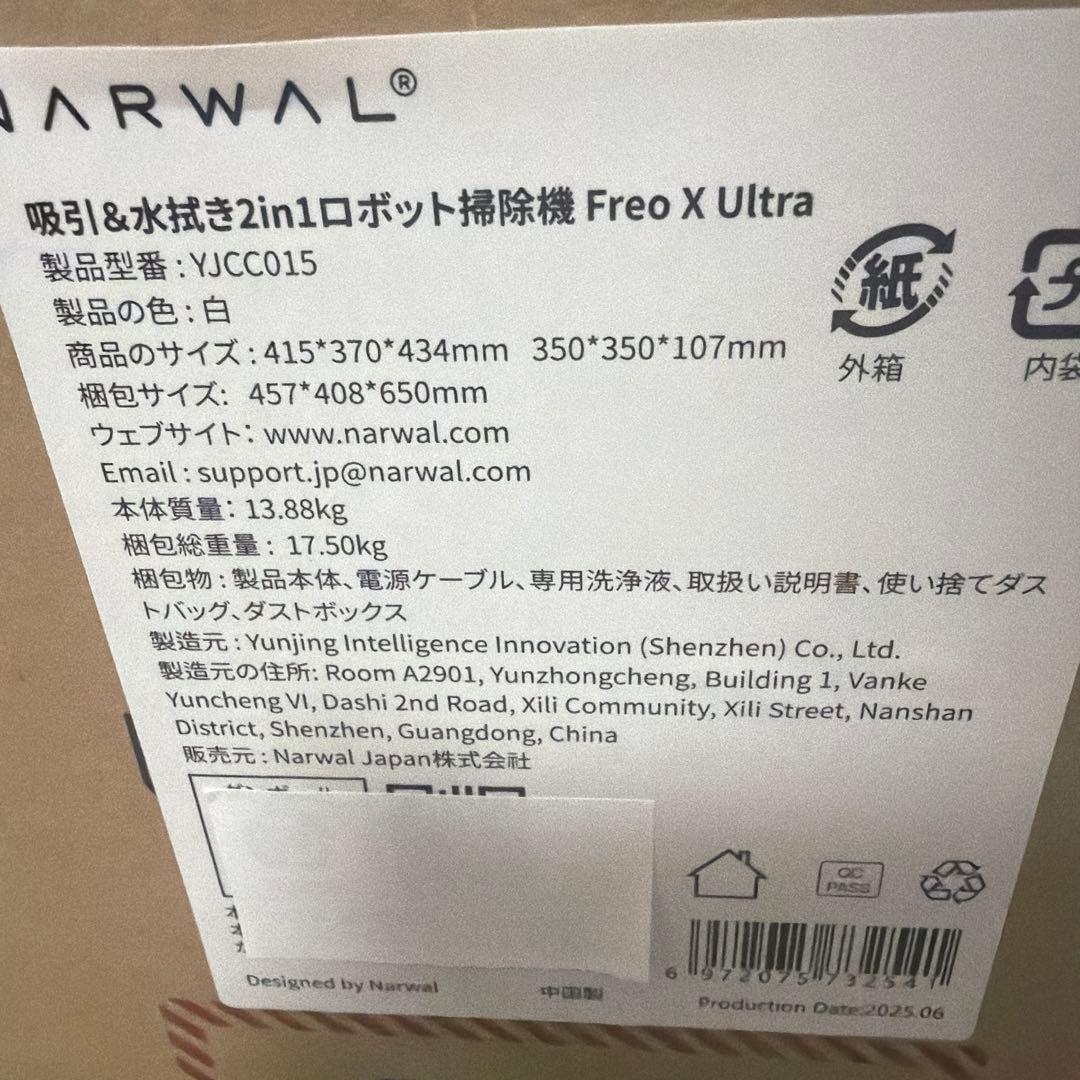 NARWAL®
吸引&水拭き2in1ロボット掃除機 Freo X Ultra
製品型番:YJCC015
製品の色:白
商品のサイズ:415*370*434mm 350*350*107mm
梱包サイズ: 457*408*650mm
ウェブサイト: www.narwal.com
Email:support.jp@narwal.com
本体質量: 13.88kg
梱包総重量: 17.50kg
梱包物:製品本体、電源ケーブル、専用洗浄液、取扱い説明書、使い捨てダス
トバッグ、ダストボックス
製造元:Yunjing Intelligence Innovation (Shenzhen) Co., Ltd.
製造元の住所: Room A2901, Yunzhongcheng, Building 1, Vanke
Yuncheng VI, Dashi 2nd Road, Xili Community, Xili Street, Nanshan
District, Shenzhen, Guangdong, China
販売元:Narwal Japan株式会社
紙
外箱
内袋
QC
PASS
Designed by Narwal
中国製
Production Date:2025.06